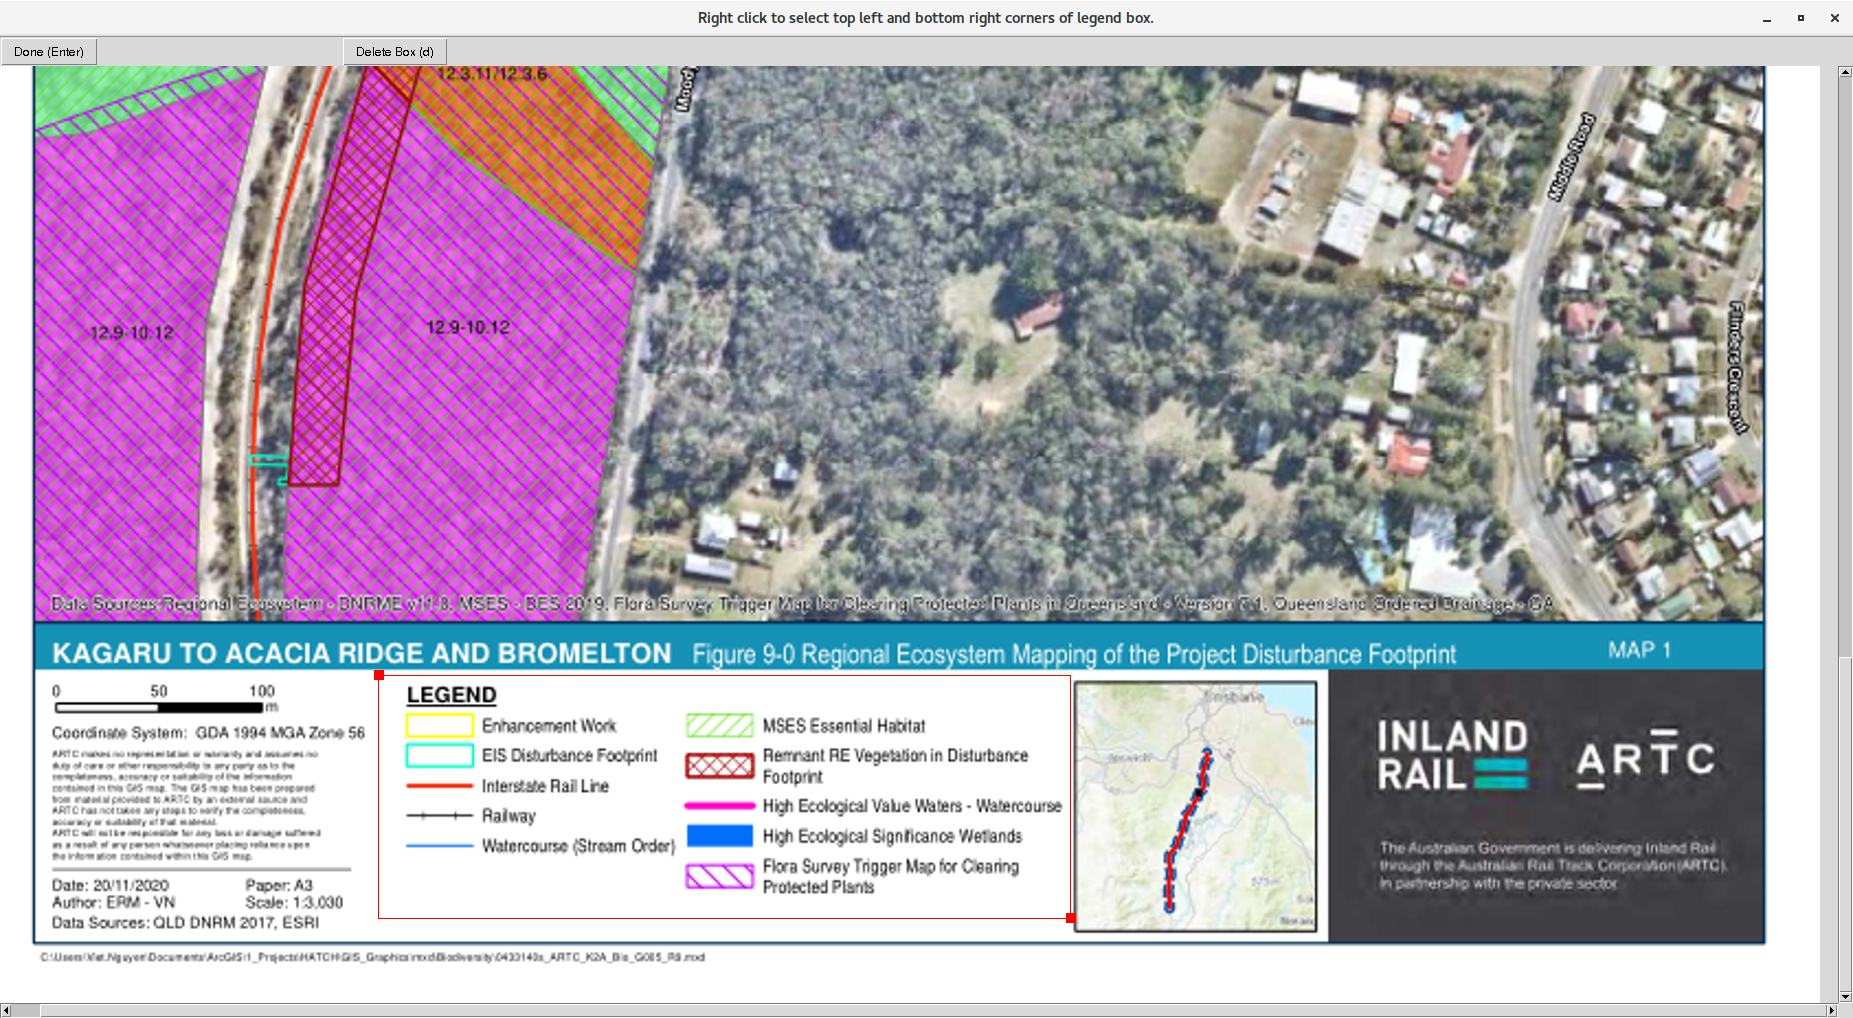 Right click to select top left and bottom right corners of legend box.
Done (Enter)
Delete Box (d)
12.3.11/12.3.6
Moody
Middle Road
Flinders Crescent
12.9-10.12
12.9-10.12
Data Sources:Regional Ecosystem - DNRME v11.8, MSES - BES 2019, Flora Survey Trigger Map for Clearing Protected Plants in Queensland - Version 7.1, Queensland Ordered Drainage - GA
KAGARU TO ACACIA RIDGE AND BROMELTON Figure 9-0 Regional Ecosystem Mapping of the Project Disturbance Footprint MAP 1
0 50 100
m
Coordinate System: GDA 1994 MGA Zone 56
ARTC makes no representation or warranty and assumes no
duty of care or other responsibility to any party as to the
completeness, accuracy or suitability of the information
contained in this GIS map. The GIS map has been prepared
from material provided to ARTC by an external source and
ARTC has not taken any steps to verify the completeness,
accuracy or suitability of that material.
ARTC will not be responsible for any loss or damage suffered
as a result of any person whatsoever placing reliance upon
the information contained within this GIS map.
Date: 20/11/2020 Paper: A3
Author: ERM - VN Scale: 1:3,030
Data Sources: QLD DNRM 2017, ESRI
LEGEND
Enhancement Work
EIS Disturbance Footprint
Interstate Rail Line
Railway
Watercourse (Stream Order)
MSES Essential Habitat
Remnant RE Vegetation in Disturbance
Footprint
High Ecological Value Waters - Watercourse
High Ecological Significance Wetlands
Flora Survey Trigger Map for Clearing
Protected Plants
Brisbane
Ipswich
INLAND
RAIL
ARTC
The Australian Government is delivering Inland Rail
through the Australian Rail Track Corporation (ARTC),
in partnership with the private sector.
C:\Users\Viet.Nguyen\Documents\ArcGIS\1_Projects\HATCH\GIS_Graphics\mxd\Biodiversity\0433140s_ARTC_K2A_Bio_G005_R8.mxd